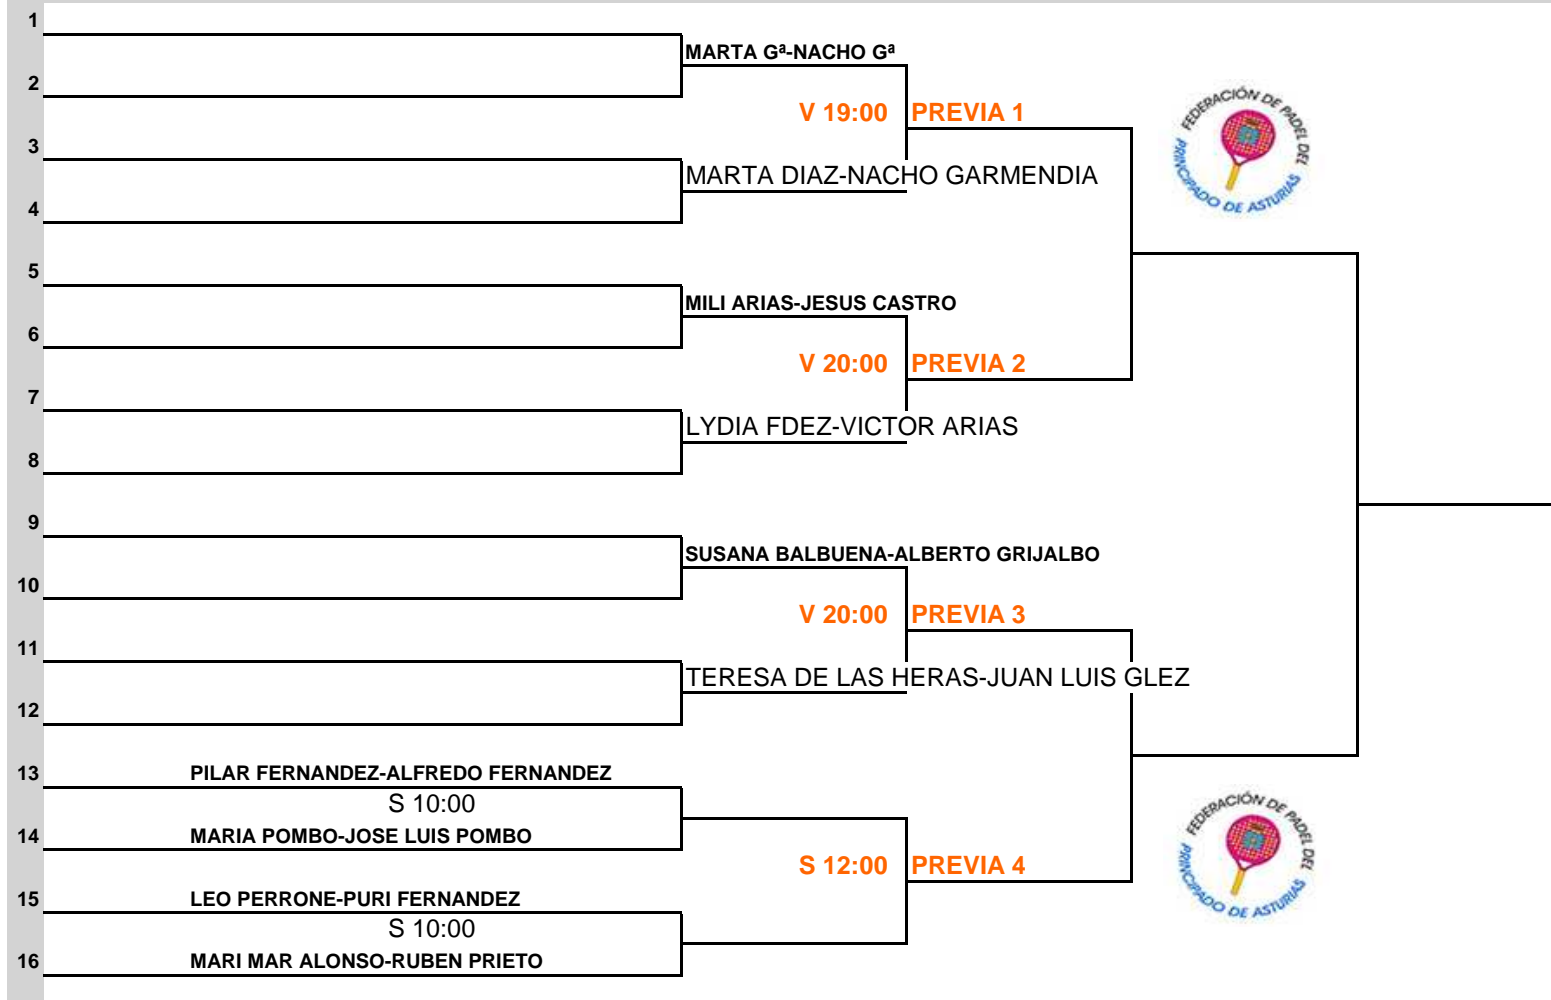 1
MARTA Gª-NACHO Gª
2
V 19:00 PREVIA 1
FEDERACIÓN DE PADEL DEL
PRINCIPADO DE ASTURIAS
3
MARTA DIAZ-NACHO GARMENDIA
4
5
MILI ARIAS-JESUS CASTRO
6
V 20:00 PREVIA 2
7
LYDIA FDEZ-VICTOR ARIAS
8
9
SUSANA BALBUENA-ALBERTO GRIJALBO
10
V 20:00 PREVIA 3
11
TERESA DE LAS HERAS-JUAN LUIS GLEZ
12
13 PILAR FERNANDEZ-ALFREDO FERNANDEZ
S 10:00
14 MARIA POMBO-JOSE LUIS POMBO
S 12:00 PREVIA 4
FEDERACIÓN DE PADEL DEL
PRINCIPADO DE ASTURIAS
15 LEO PERRONE-PURI FERNANDEZ
S 10:00
16 MARI MAR ALONSO-RUBEN PRIETO